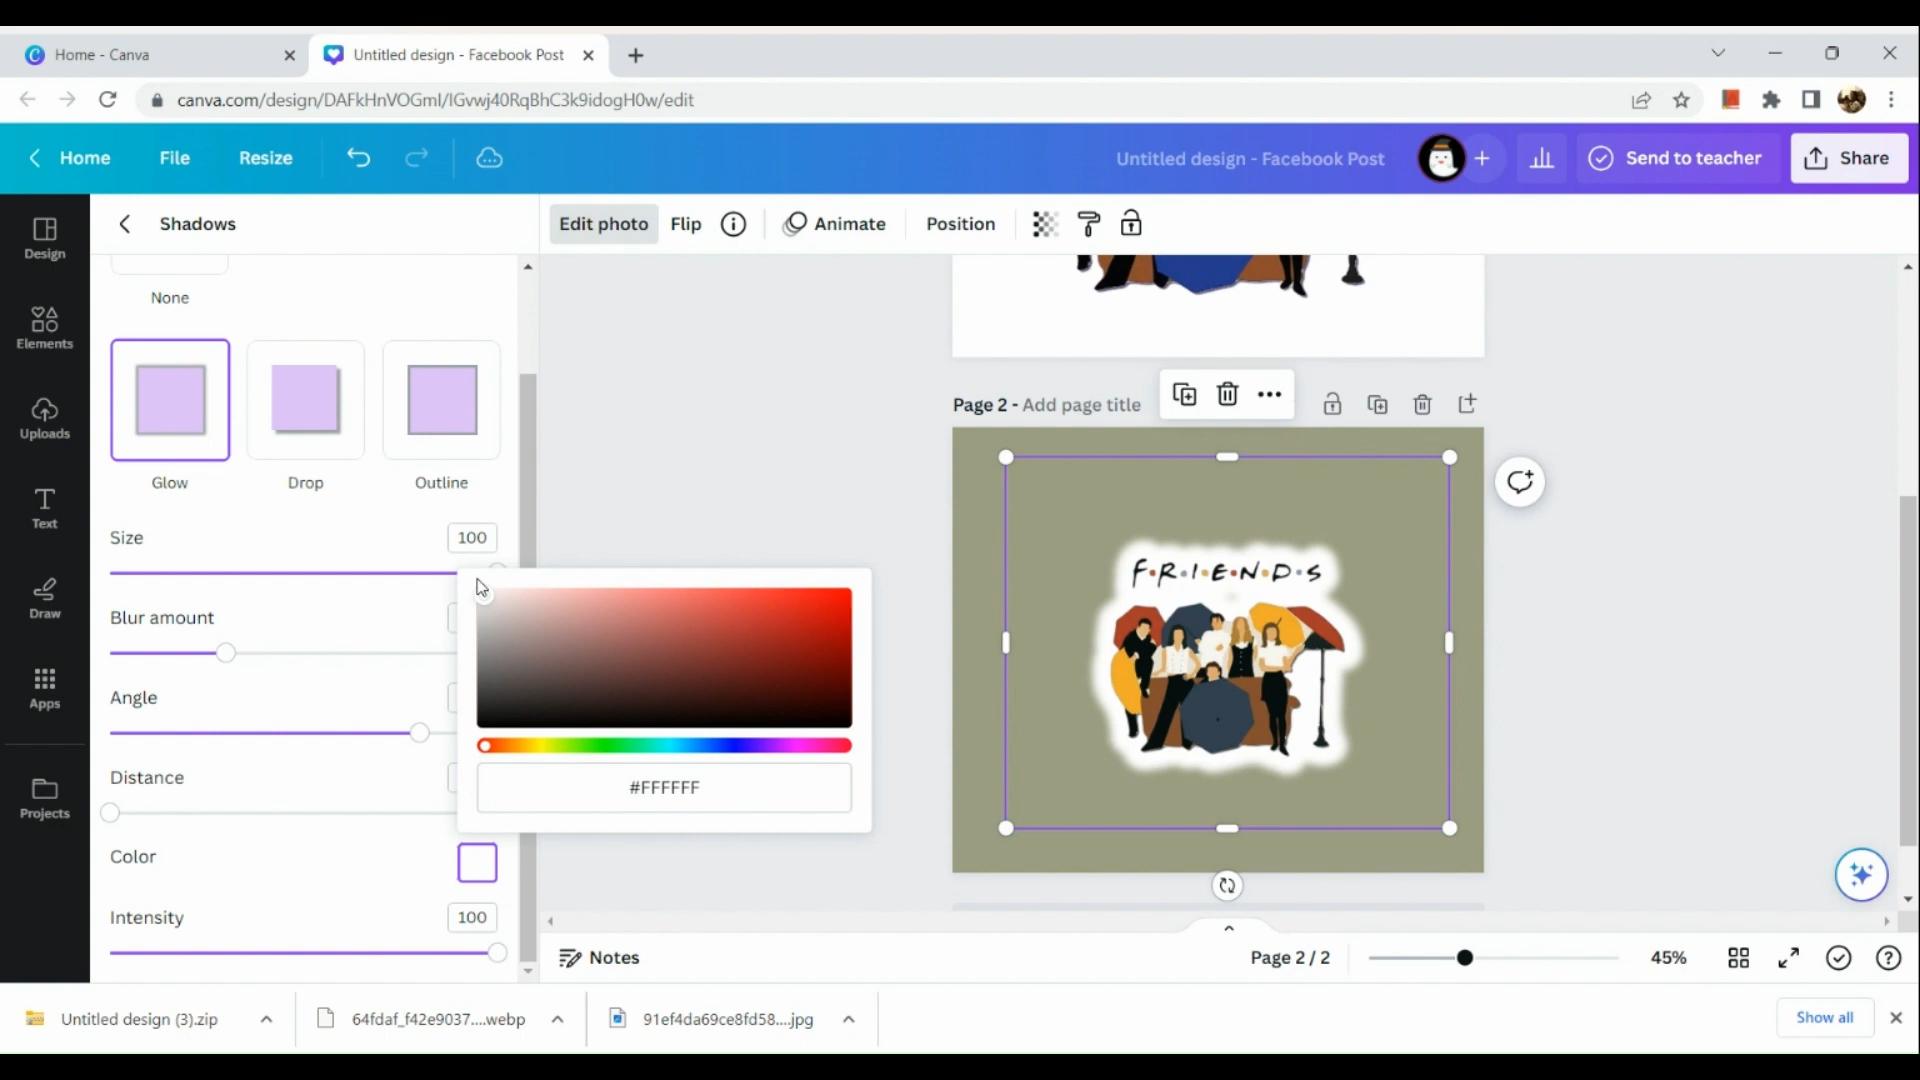 Home - Canva
Untitled design - Facebook Post
canva.com/design/DAFkHnVOGmI/IGvwj40RqBhC3k9idogH0w/edit
Home
File
Resize
Untitled design - Facebook Post
Send to teacher
Share
Design
Elements
Uploads
Text
Draw
Apps
Projects
Shadows
None
Glow
Drop
Outline
Size
100
Blur amount
Angle
Distance
Color
Intensity
100
#FFFFFF
Edit photo
Flip
Animate
Position
Page 2 - Add page title
F•R•I•E•N•D•S
Notes
Page 2 / 2
45%
Untitled design (3).zip
64fdaf_f42e9037....webp
91ef4da69ce8fd58....jpg
Show all